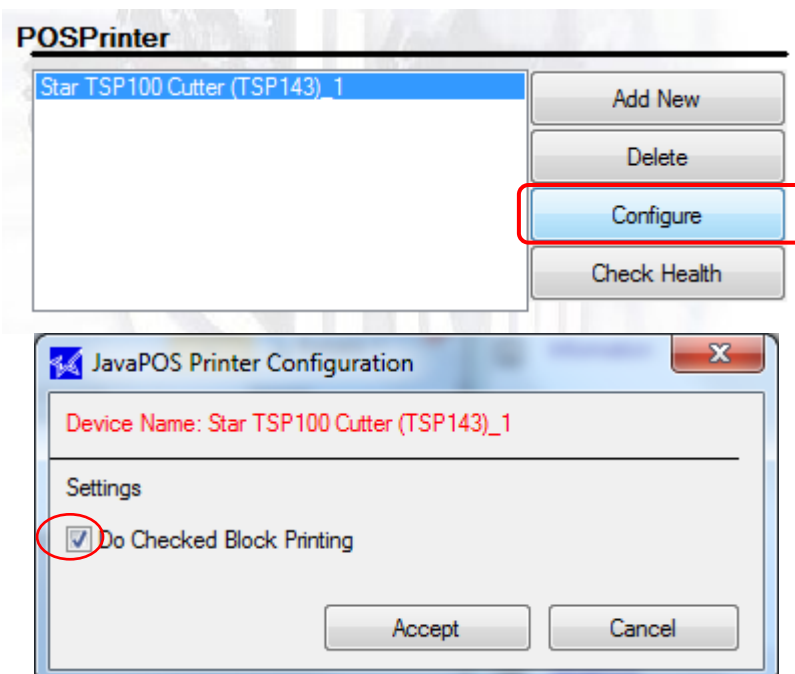 POSPrinter
Star TSP100 Cutter (TSP143)_1
Add New
Delete
Configure
Check Health
JavaPOS Printer Configuration
Device Name: Star TSP100 Cutter (TSP143)_1
Settings
Do Checked Block Printing
Accept
Cancel